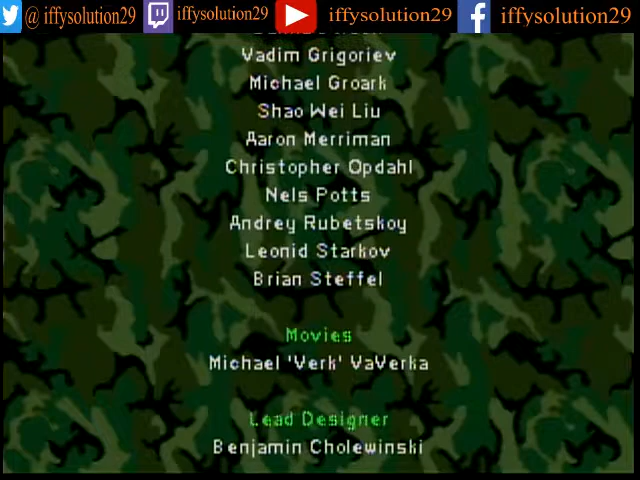 @ iffysolution29 iffysolution29 iffysolution29 iffysolution29
Vadim Grigoriev
Michael Groark
Shao Wei Liu
Aaron Merriman
Christopher Opdahl
Nels Potts
Andrey Rubetskoy
Leonid Starkov
Brian Steffel
Movies
Michael 'Verk' VaVerka
Lead Designer
Benjamin Cholewinski